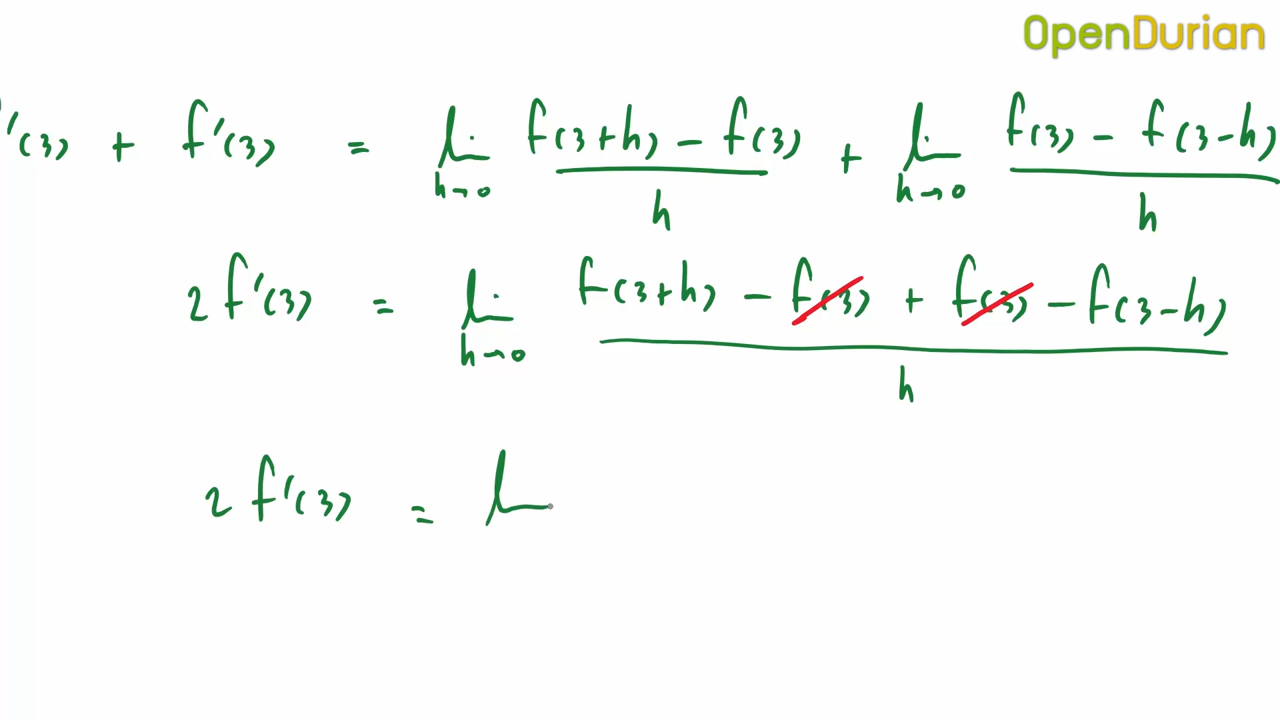 OpenDurian
'(3) + f'(3) = lim h→0 f(3+h) - f(3) / h + lim h→0 f(3) - f(3-h) / h
2f'(3) = lim h→0 f(3+h) - f(3) + f(3) - f(3-h) / h
2f'(3) =